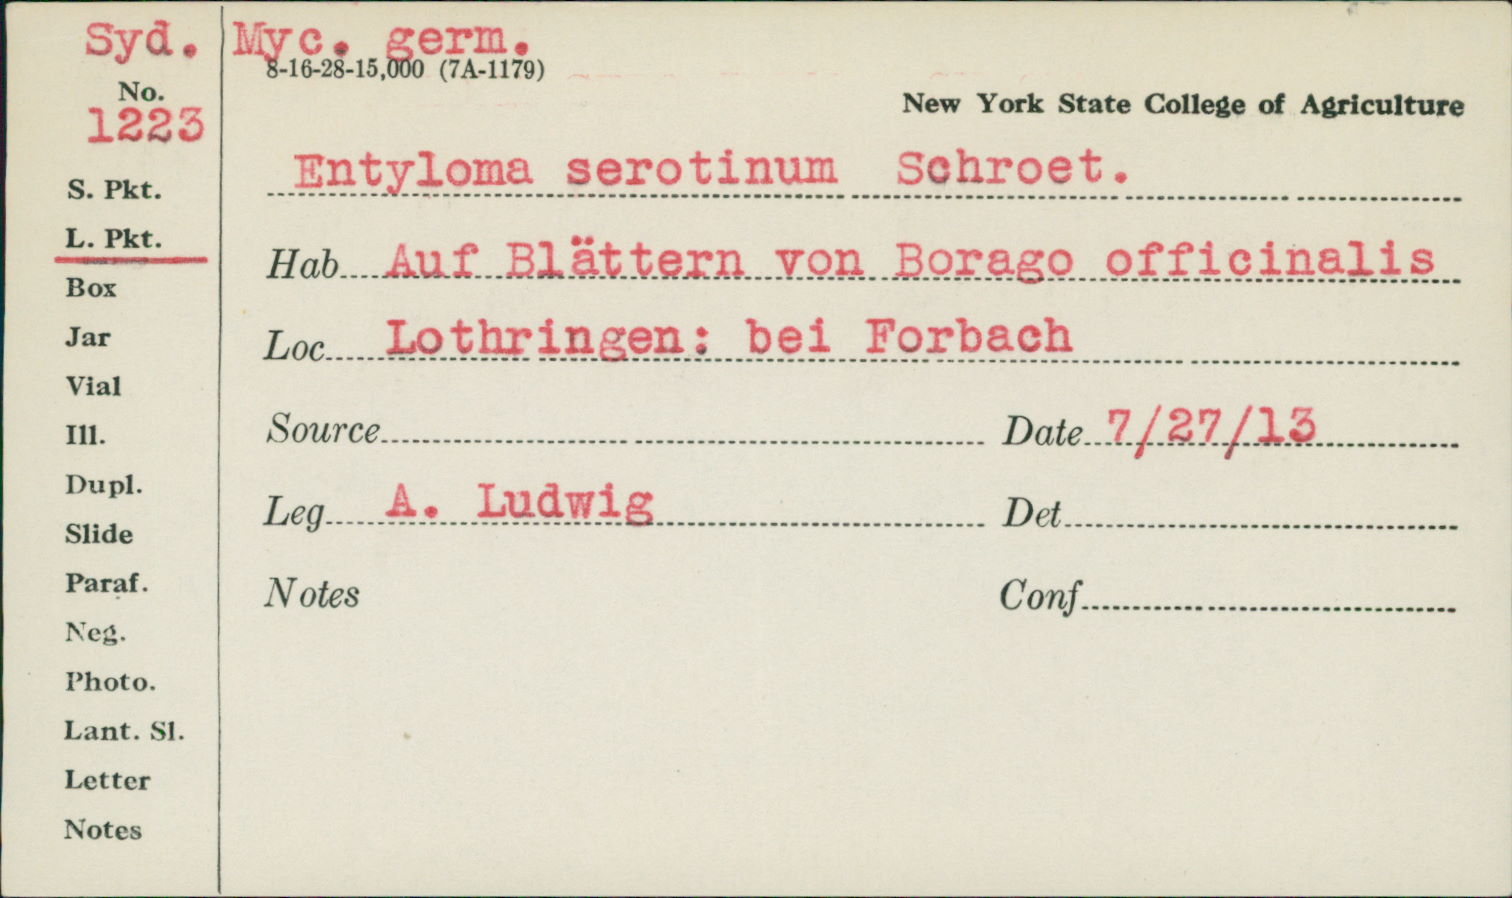 Syd. Myc. germ.
8-16-28-15,000 (7A-1179)
No.
1223
New York State College of Agriculture
Entyloma serotinum Schroet.
S. Pkt.
L. Pkt.
Hab Auf Blättern von Borago officinalis
Box
Jar
Loc Lothringen: bei Forbach
Vial
Ill.
Source Date 7/27/13
Dupl.
Slide
Leg A. Ludwig Det
Paraf.
Notes Conf
Neg.
Photo.
Lant. Sl.
Letter
Notes